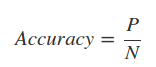 Accuracy = P/N